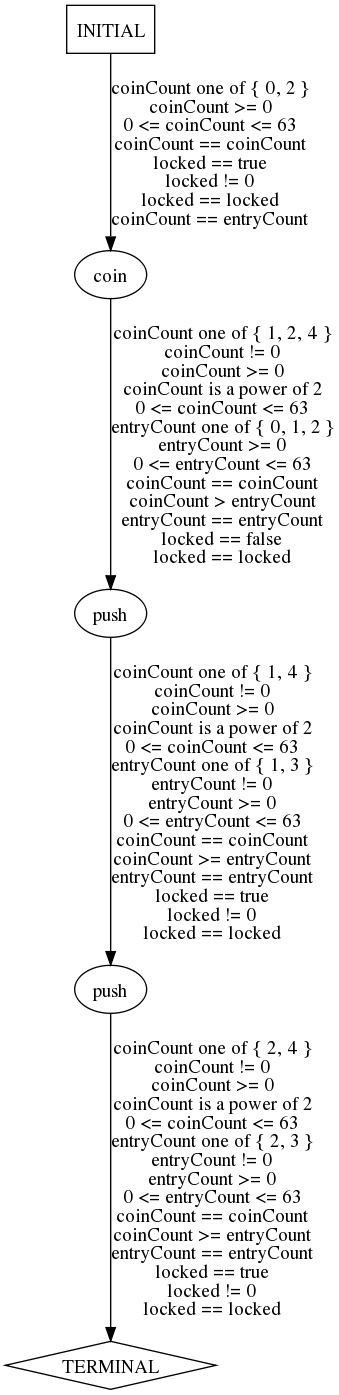 INITIAL
coinCount one of { 0, 2 }
coinCount >= 0
0 <= coinCount <= 63
coinCount == coinCount
locked == true
locked != 0
locked == locked
coinCount == entryCount
coin
coinCount one of { 1, 2, 4 }
coinCount != 0
coinCount >= 0
coinCount is a power of 2
0 <= coinCount <= 63
entryCount one of { 0, 1, 2 }
entryCount >= 0
0 <= entryCount <= 63
coinCount == coinCount
coinCount > entryCount
entryCount == entryCount
locked == false
locked == locked
push
coinCount one of { 1, 4 }
coinCount != 0
coinCount >= 0
coinCount is a power of 2
0 <= coinCount <= 63
entryCount one of { 1, 3 }
entryCount != 0
entryCount >= 0
0 <= entryCount <= 63
coinCount == coinCount
coinCount >= entryCount
entryCount == entryCount
locked == true
locked != 0
locked == locked
push
coinCount one of { 2, 4 }
coinCount != 0
coinCount >= 0
coinCount is a power of 2
0 <= coinCount <= 63
entryCount one of { 2, 3 }
entryCount != 0
entryCount >= 0
0 <= entryCount <= 63
coinCount == coinCount
coinCount >= entryCount
entryCount == entryCount
locked == true
locked != 0
locked == locked
TERMINAL